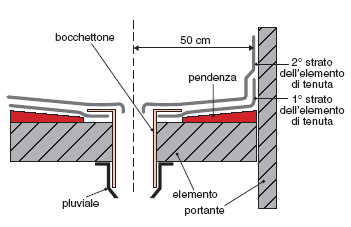 bocchettone
50 cm
2° strato
dell'elemento
di tenuta
pendenza
1° strato
dell'elemento
di tenuta
pluviale
elemento
portante